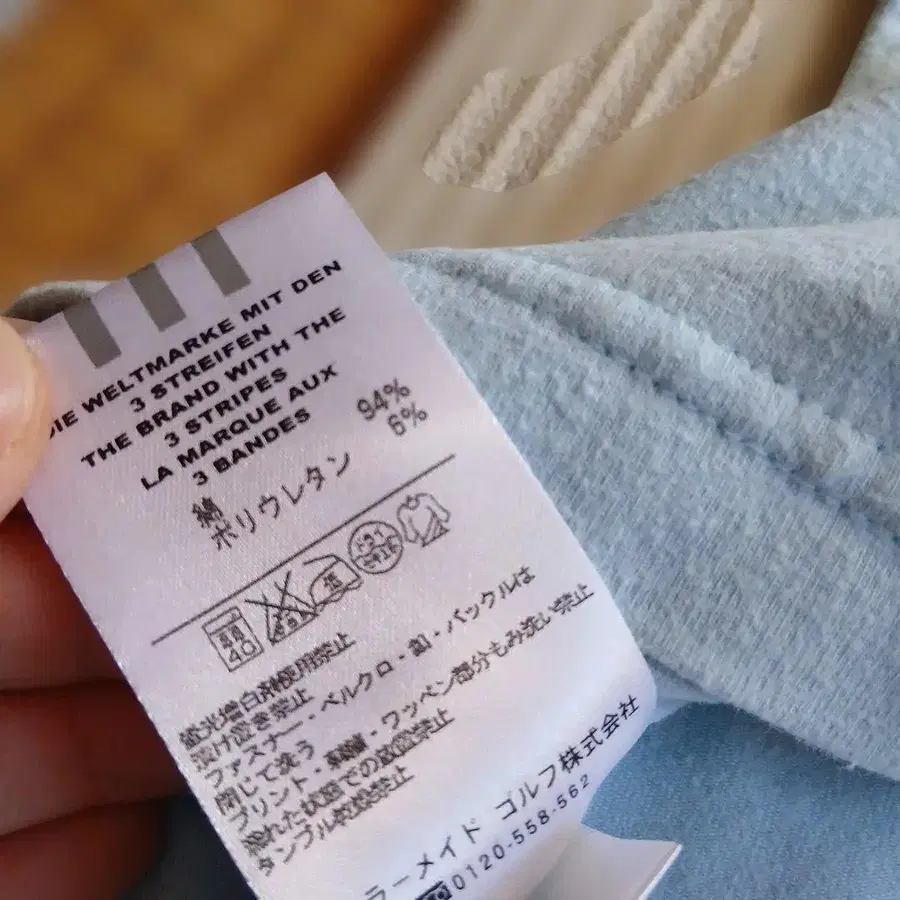 DIE WELTMARKE MIT DEN
3 STREIFEN
THE BRAND WITH THE
3 STRIPES
LA MARQUE AUX
3 BANDES
綿 94%
ポリウレタン 6%
40
ドライ
蛍光増白剤使用禁止
漬け置き禁止
ファスナー・ベルクロ・釦・バックルは
閉じて洗う
プリント・刺繍・ワッペン部分もみ洗い禁止
濡れた状態での放置禁止
タンブル乾燥禁止
ラーメイド ゴルフ株式会社
0120-558-562